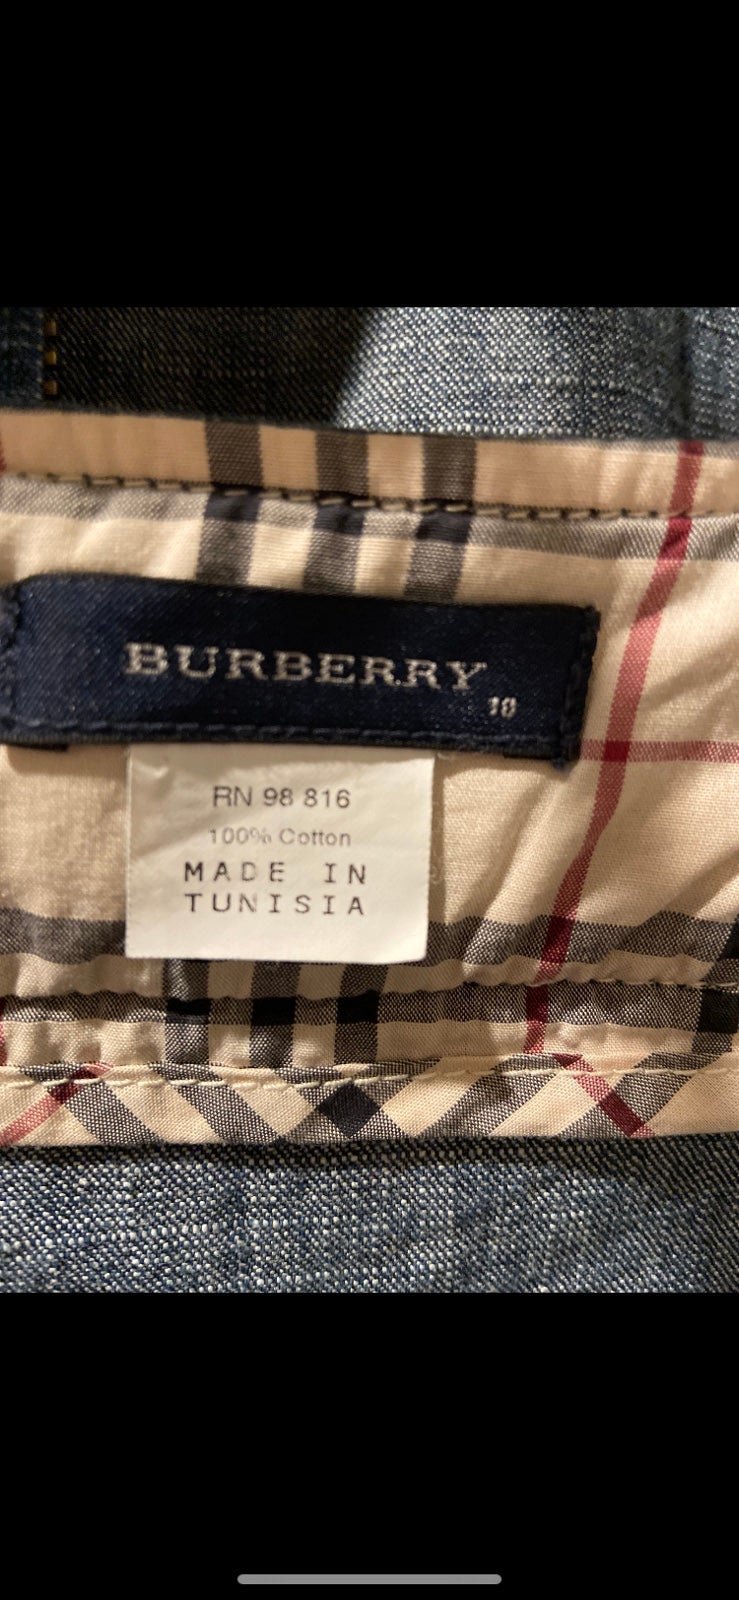 BURBERRY
10
RN 98 816
100% Cotton
MADE IN
TUNISIA